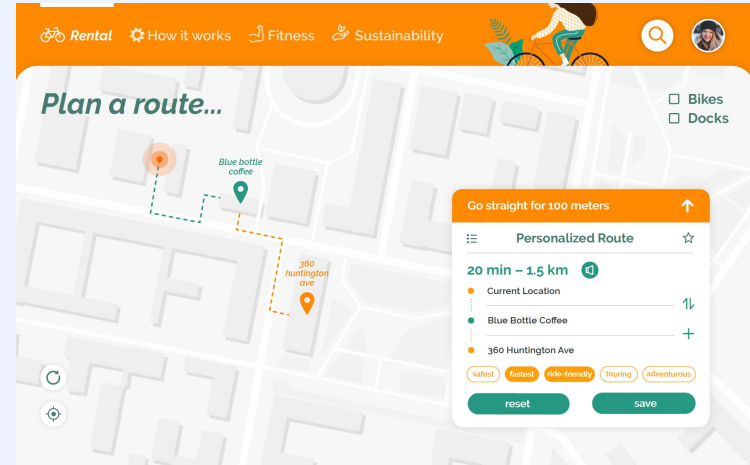 Rental
How it works
Fitness
Sustainability
Plan a route...
Bikes
Docks
Blue bottle
coffee
360
huntington
ave
Go straight for 100 meters
Personalized Route
20 min – 1.5 km
Current Location
Blue Bottle Coffee
360 Huntington Ave
safest
fastest
ride-friendly
touring
adventurous
reset
save